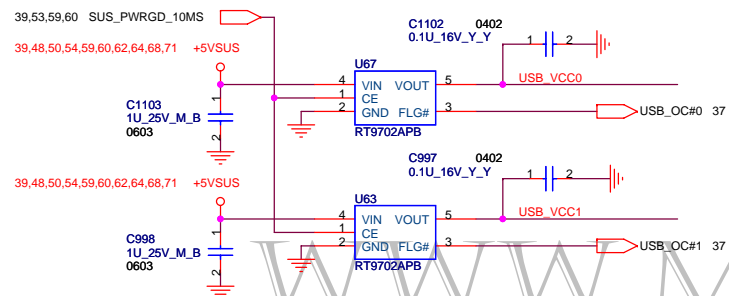 39,53,59,60 SUS_PWRGD_10MS
C1102 0402
0.1U_16V_Y_Y
1 2
39,48,50,54,59,60,62,64,68,71 +5VSUS
U67
4 VIN VOUT 5 USB_VCC0
1 CE
2 GND FLG# 3 USB_OC#0 37
RT9702APB
1
C1103
1U_25V_M_B
0603
2
C997 0402
0.1U_16V_Y_Y
1 2
39,48,50,54,59,60,62,64,68,71 +5VSUS
U63
4 VIN VOUT 5 USB_VCC1
1 CE
2 GND FLG# 3 USB_OC#1 37
RT9702APB
1
C998
1U_25V_M_B
0603
2
WWW.M